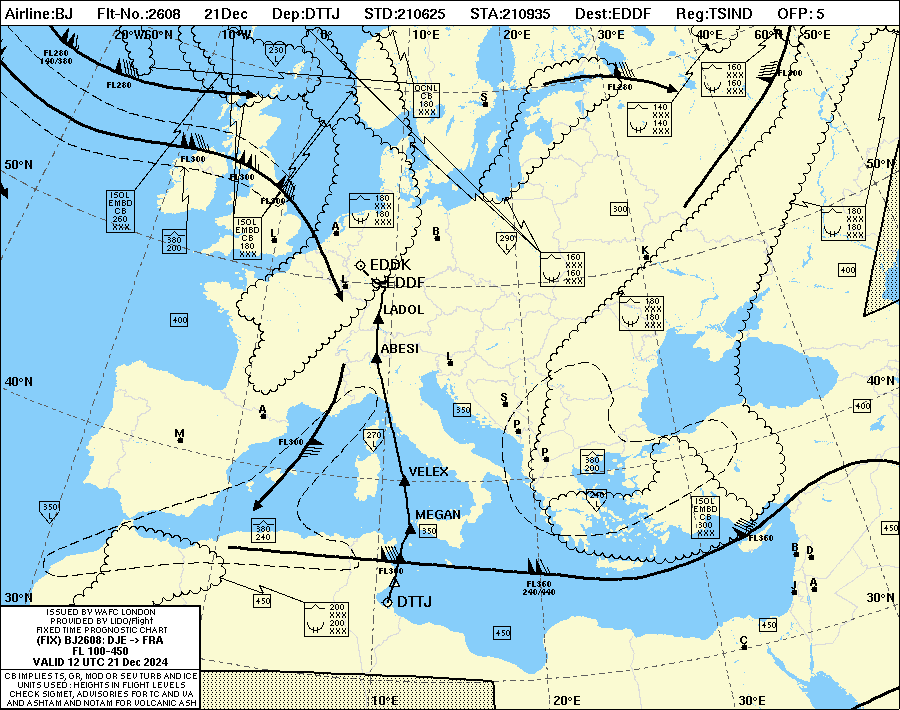 Airline:BJ Flt-No.:2608 21Dec Dep:DTTJ STD:210625 STA:210935 Dest:EDDF Reg:TSIND OFP: 5
20°W 60°N 10°W 0° 10°E 20°E 30°E 40°E 60°N 50°E
FL280
140/380
FL280
230
L
OCNL
CB
180
XXX
S
FL280
160
XXX
160
XXX
FL300
140
XXX
140
XXX
50°N
FL300
FL300
FL300
50°N
ISOL
EMBD
CB
260
XXX
380
200
ISOL
EMBD
CB
180
XXX
L
A
180
XXX
180
XXX
B
300
290
L
180
XXX
180
XXX
K
160
XXX
160
XXX
400
EDDK
EDDF
L
LADOL
180
XXX
180
XXX
400
ABESI
L
40°N
40°N
350
S
400
A
M
FL300
270
L
P
P
380
200
VELEX
240
L
350
L
MEGAN
350
380
240
ISOL
EMBD
CB
300
XXX
FL360
450
FL360
FL360
240/440
B
D
J
A
30°N
30°N
DTTJ
450
200
XXX
200
XXX
450
450
C
ISSUED BY WAFC LONDON
PROVIDED BY LIDO/Flight
FIXED TIME PROGNOSTIC CHART
(FIX) BJ2608: DJE -> FRA
FL 100-450
VALID 12 UTC 21 Dec 2024
CB IMPLIES TS, GR, MOD OR SEV TURB AND ICE
UNITS USED : HEIGHTS IN FLIGHT LEVELS
CHECK SIGMET, ADVISORIES FOR TC AND VA
AND ASHTAM AND NOTAM FOR VOLCANIC ASH
10°E 20°E 30°E